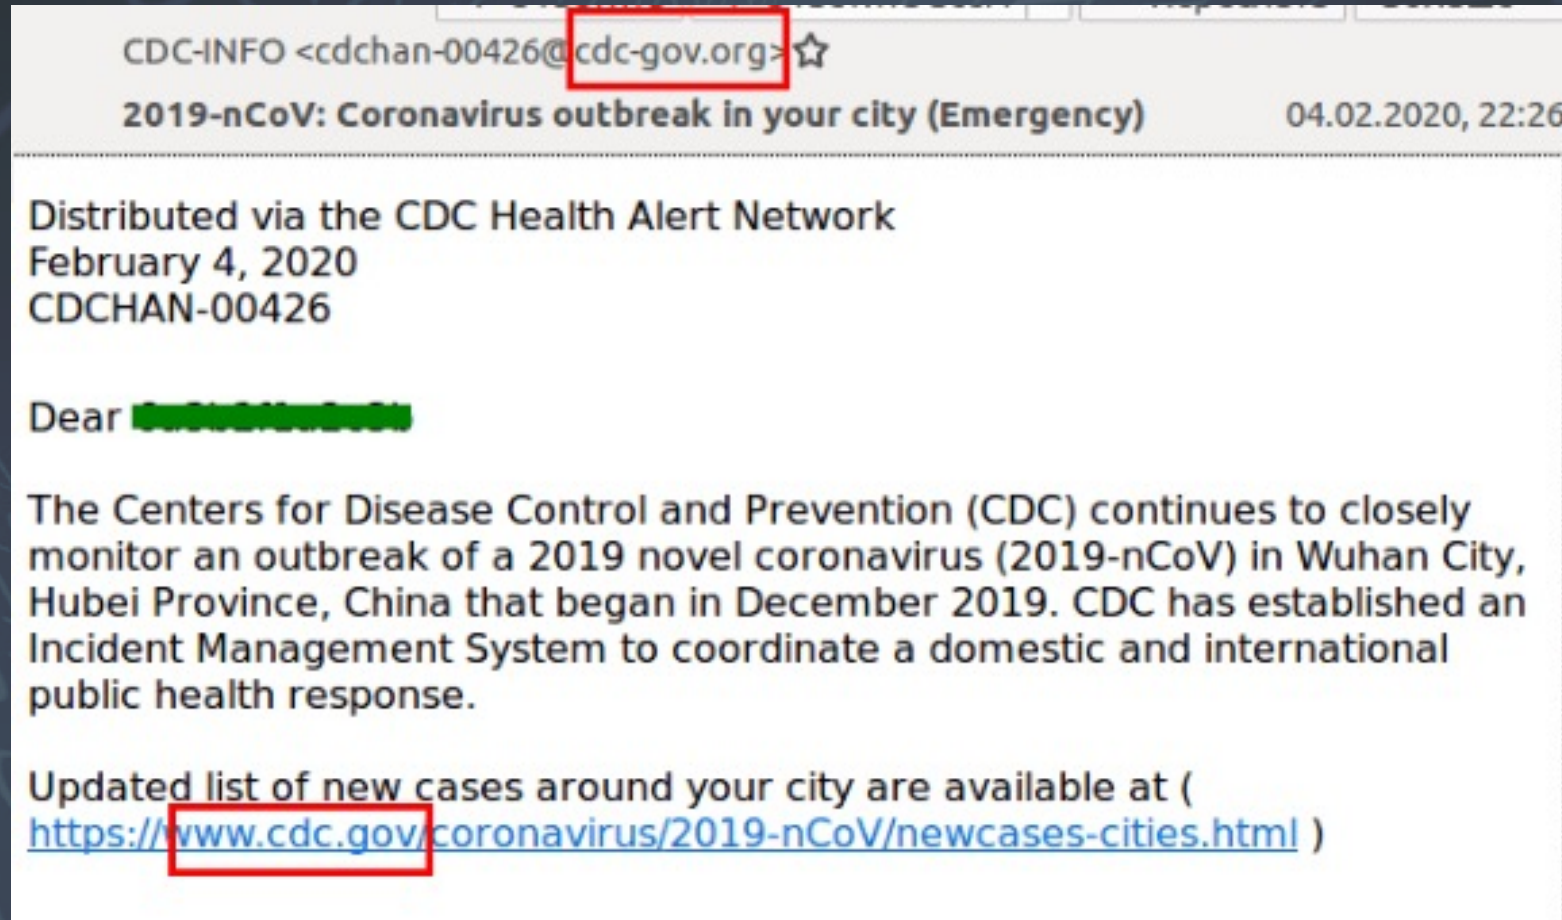 CDC-INFO <cdchan-00426@cdc-gov.org>
2019-nCoV: Coronavirus outbreak in your city (Emergency) 04.02.2020, 22:26
Distributed via the CDC Health Alert Network
February 4, 2020
CDCHAN-00426
Dear
The Centers for Disease Control and Prevention (CDC) continues to closely
monitor an outbreak of a 2019 novel coronavirus (2019-nCoV) in Wuhan City,
Hubei Province, China that began in December 2019. CDC has established an
Incident Management System to coordinate a domestic and international
public health response.
Updated list of new cases around your city are available at (
https://www.cdc.gov/coronavirus/2019-nCoV/newcases-cities.html )